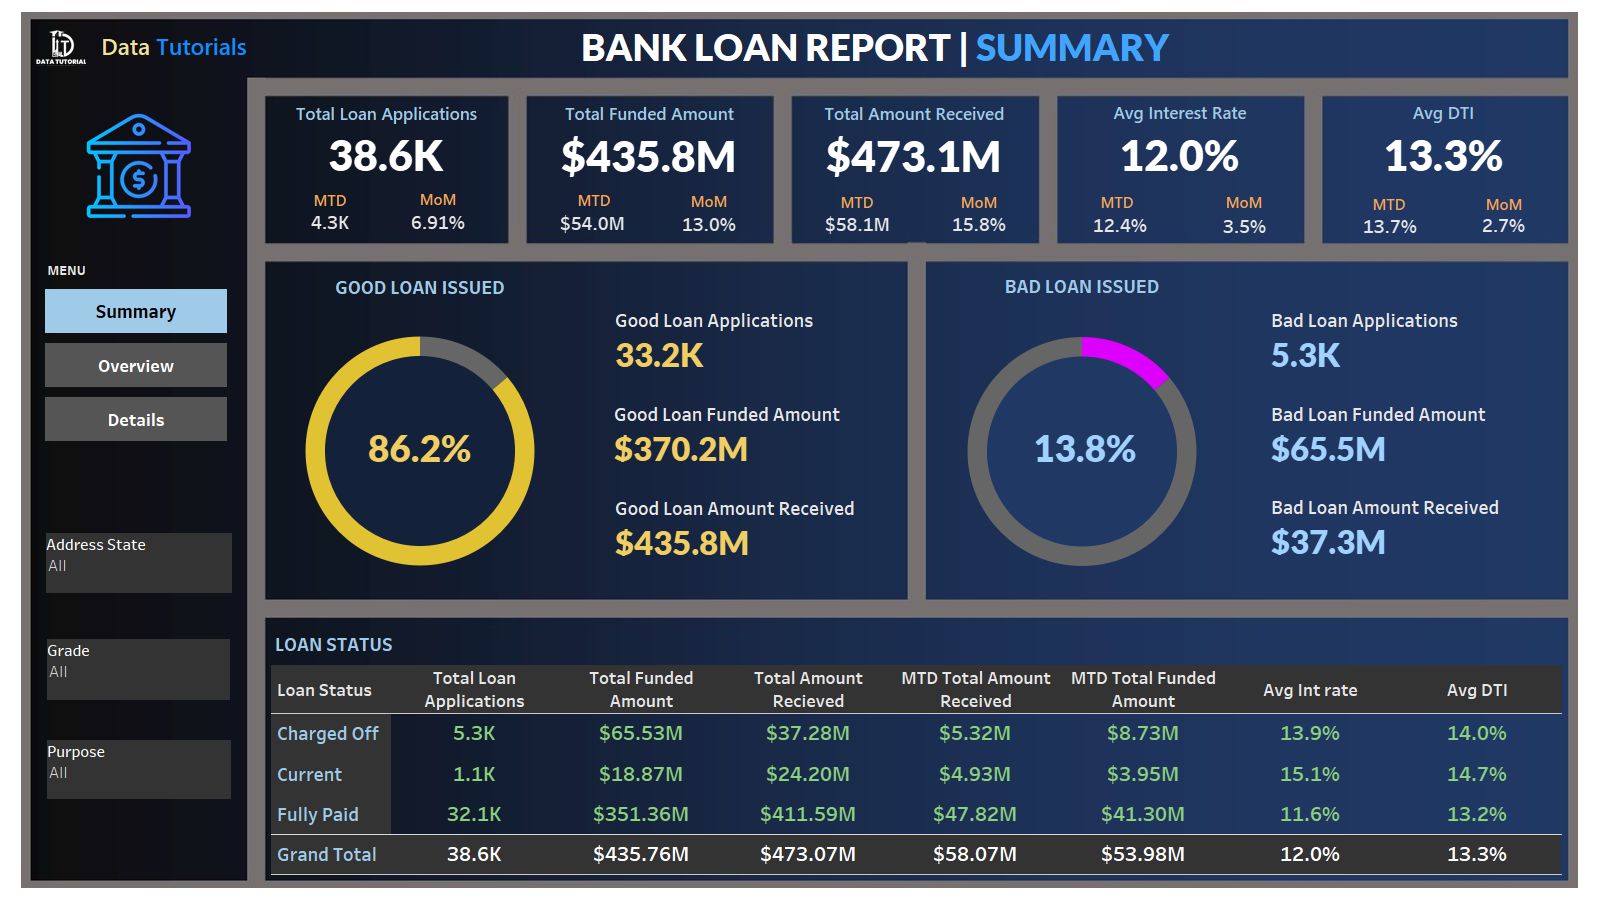 DATA TUTORIAL
Data Tutorials
BANK LOAN REPORT | SUMMARY
Total Loan Applications
38.6K
MTD MoM
4.3K 6.91%
Total Funded Amount
$435.8M
MTD MoM
$54.0M 13.0%
Total Amount Received
$473.1M
MTD MoM
$58.1M 15.8%
Avg Interest Rate
12.0%
MTD MoM
12.4% 3.5%
Avg DTI
13.3%
MTD MoM
13.7% 2.7%
MENU
Summary
Overview
Details
Address State
All
Grade
All
Purpose
All
GOOD LOAN ISSUED
86.2%
Good Loan Applications
33.2K
Good Loan Funded Amount
$370.2M
Good Loan Amount Received
$435.8M
BAD LOAN ISSUED
13.8%
Bad Loan Applications
5.3K
Bad Loan Funded Amount
$65.5M
Bad Loan Amount Received
$37.3M
LOAN STATUS
Loan Status Total Loan Applications Total Funded Amount Total Amount Recieved MTD Total Amount Received MTD Total Funded Amount Avg Int rate Avg DTI
Charged Off 5.3K $65.53M $37.28M $5.32M $8.73M 13.9% 14.0%
Current 1.1K $18.87M $24.20M $4.93M $3.95M 15.1% 14.7%
Fully Paid 32.1K $351.36M $411.59M $47.82M $41.30M 11.6% 13.2%
Grand Total 38.6K $435.76M $473.07M $58.07M $53.98M 12.0% 13.3%